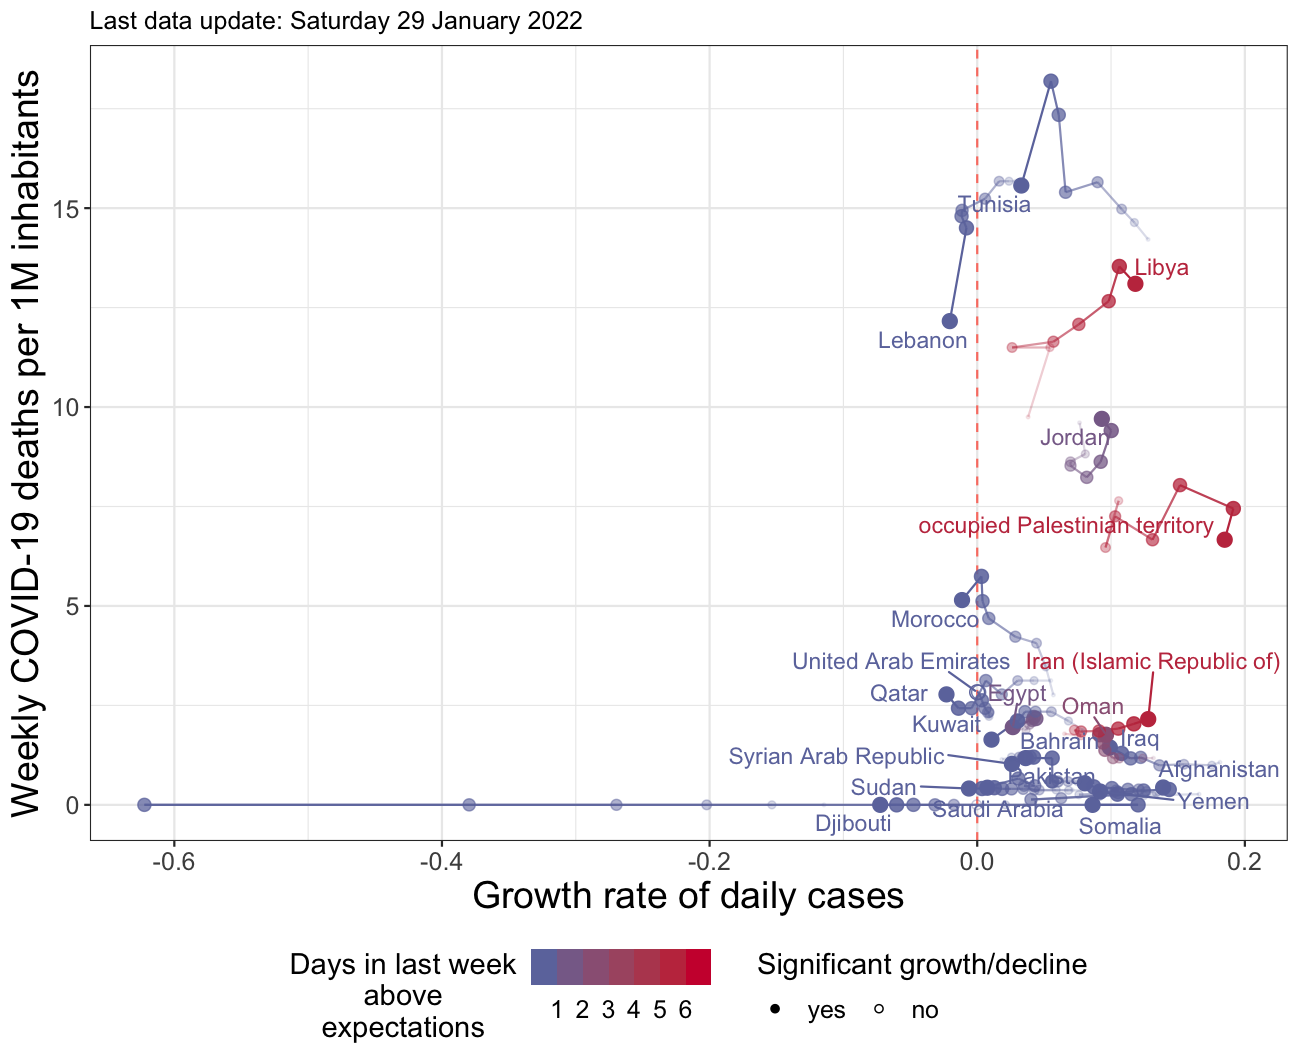 Last data update: Saturday 29 January 2022
Weekly COVID-19 deaths per 1M inhabitants
15
10
5
0
Tunisia
Libya
Lebanon
Jordan
occupied Palestinian territory
Morocco
United Arab Emirates
Iran (Islamic Republic of)
Qatar
Egypt
Oman
Kuwait
Bahrain
Iraq
Syrian Arab Republic
Pakistan
Afghanistan
Sudan
Saudi Arabia
Yemen
Djibouti
Somalia
-0.6
-0.4
-0.2
0.0
0.2
Growth rate of daily cases
Days in last week
above
expectations
1 2 3 4 5 6
Significant growth/decline
yes
no